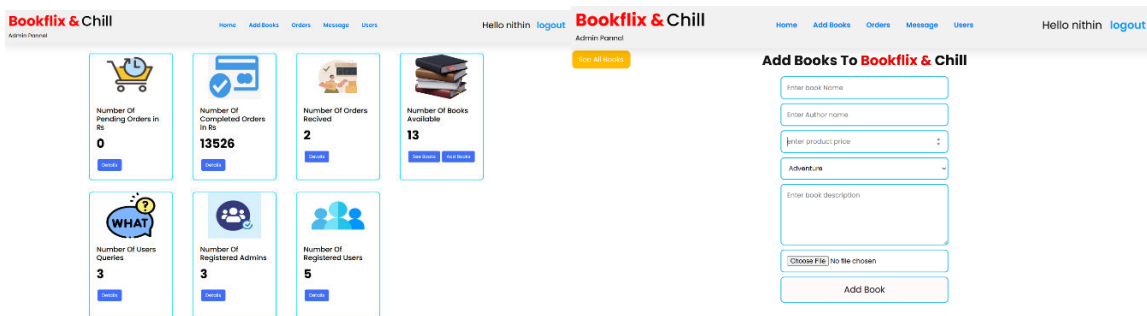 Bookflix & Chill
Admin Pannel
Home Add Books Orders Message Users
Hello nithin logout
Number Of
Pending Orders in
Rs
0
Details
Number Of
Completed Orders
In Rs
13526
Details
Number Of Orders
Recived
2
Details
Number Of Books
Available
13
See Books Add Books
WHAT
Number Of Users
Queries
3
Details
Number Of
Registered Admins
3
Details
Number Of
Registered Users
5
Details
Bookflix & Chill
Admin Pannel
Home Add Books Orders Message Users
Hello nithin logout
See All Books
Add Books To Bookflix & Chill
Enter book Name
Enter Author name
enter product price
Adventure
Enter book description
Choose File No file chosen
Add Book